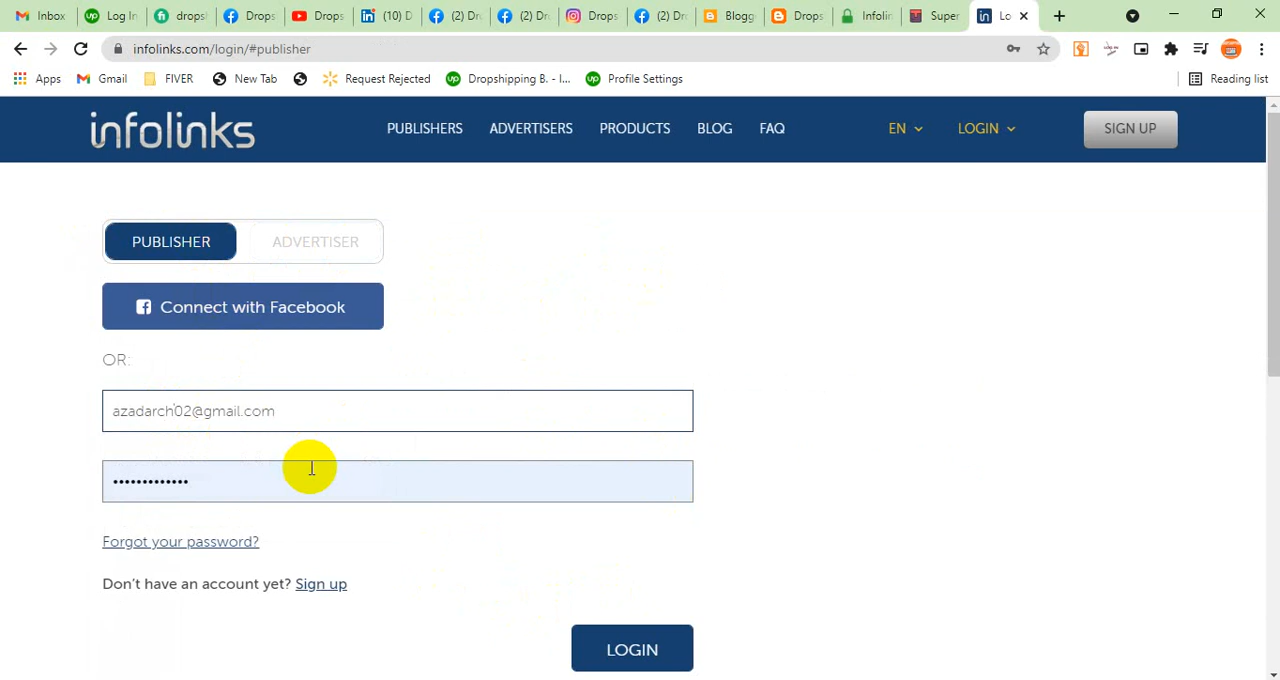 Inbox Log In dropsh Drops Drops (10) D (2) Dr (2) Dr Drops (2) Dr Blogg Drops Infolin Super Lo
infolinks.com/login/#publisher
Apps Gmail FIVER New Tab Request Rejected Dropshipping B. - I... Profile Settings Reading list
infolinks PUBLISHERS ADVERTISERS PRODUCTS BLOG FAQ EN LOGIN SIGN UP
PUBLISHER ADVERTISER
Connect with Facebook
OR:
azadarch'02@gmail.com
•••••••••••••
Forgot your password?
Don't have an account yet? Sign up
LOGIN